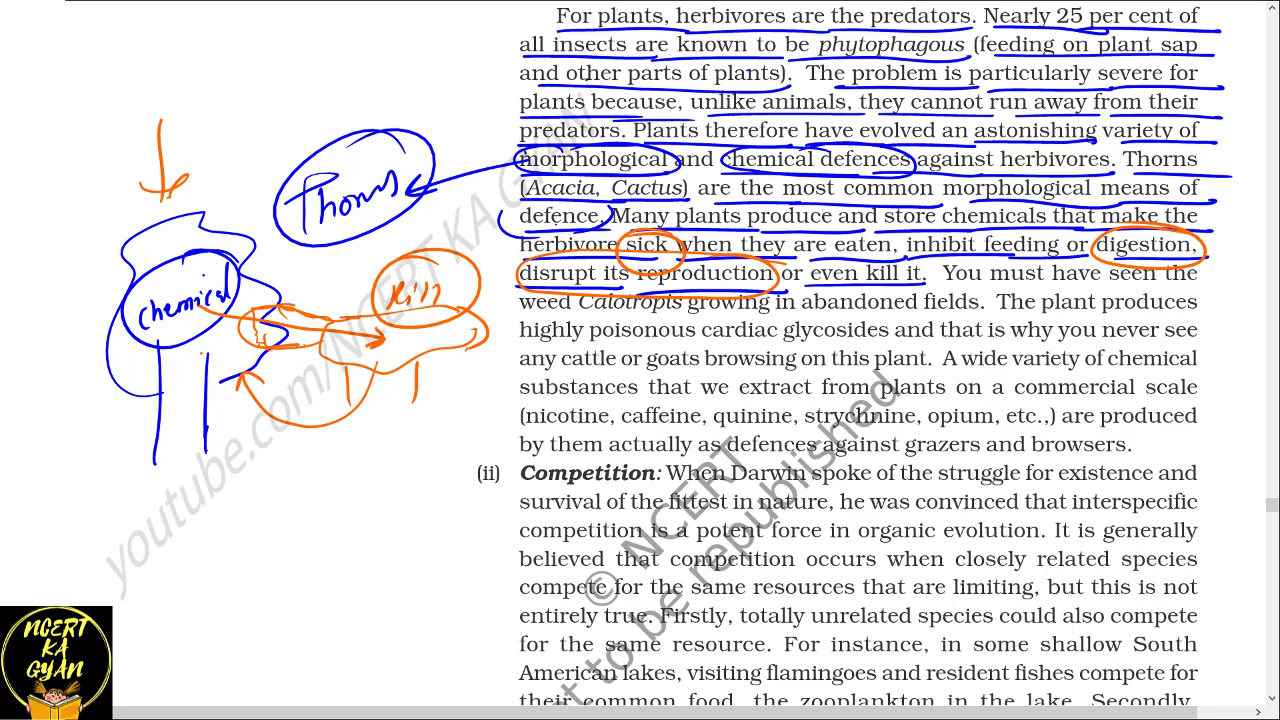 For plants, herbivores are the predators. Nearly 25 per cent of
all insects are known to be phytophagous (feeding on plant sap
and other parts of plants). The problem is particularly severe for
plants because, unlike animals, they cannot run away from their
predators. Plants therefore have evolved an astonishing variety of
morphological and chemical defences against herbivores. Thorns
(Acacia, Cactus) are the most common morphological means of
defence. Many plants produce and store chemicals that make the
herbivore sick when they are eaten, inhibit feeding or digestion,
disrupt its reproduction or even kill it. You must have seen the
weed Calotropis growing in abandoned fields. The plant produces
highly poisonous cardiac glycosides and that is why you never see
any cattle or goats browsing on this plant. A wide variety of chemical
substances that we extract from plants on a commercial scale
(nicotine, caffeine, quinine, strychnine, opium, etc.,) are produced
by them actually as defences against grazers and browsers.
(ii) Competition: When Darwin spoke of the struggle for existence and
survival of the fittest in nature, he was convinced that interspecific
competition is a potent force in organic evolution. It is generally
believed that competition occurs when closely related species
compete for the same resources that are limiting, but this is not
entirely true. Firstly, totally unrelated species could also compete
for the same resource. For instance, in some shallow South
American lakes, visiting flamingoes and resident fishes compete for
their common food, the zooplankton in the lake. Secondly,
Thorns
chemical
youtube.com/NCERT KA GYAN
© NCERT
t to be republished
NCERT
KA
GYAN